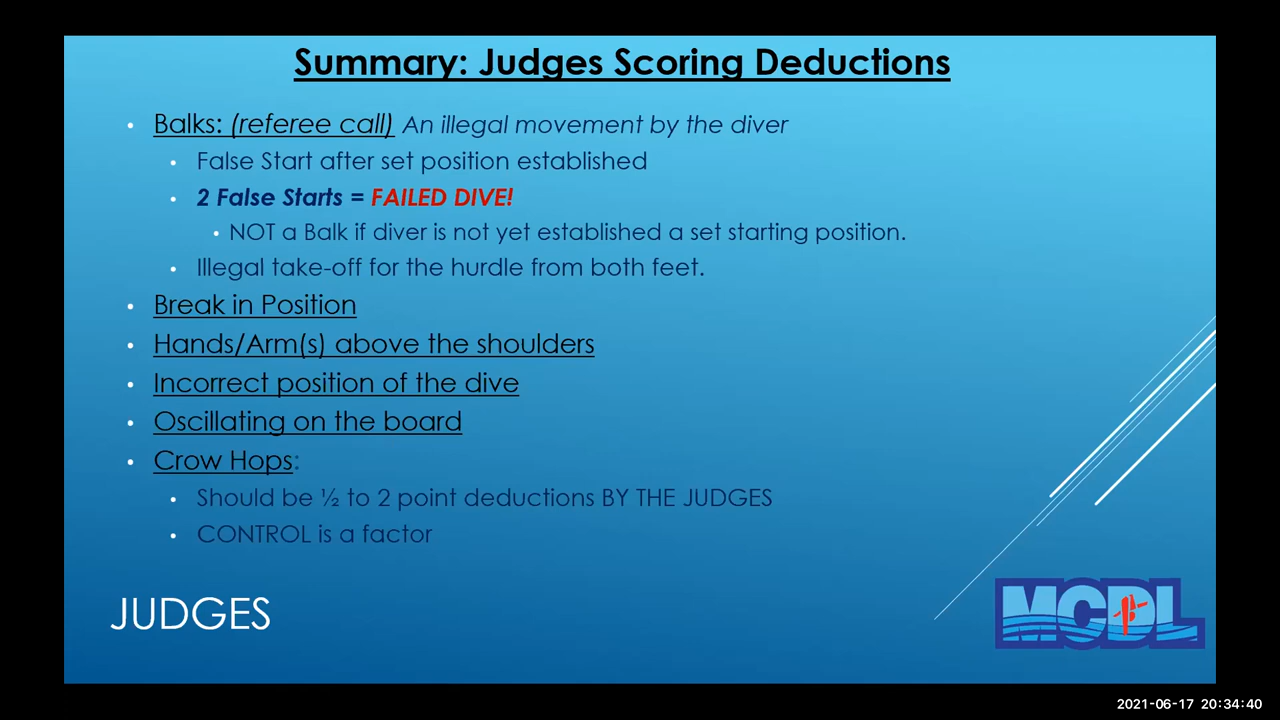 Summary: Judges Scoring Deductions
• Balks: (referee call) An illegal movement by the diver
• False Start after set position established
• 2 False Starts = FAILED DIVE!
• NOT a Balk if diver is not yet established a set starting position.
• Illegal take-off for the hurdle from both feet.
• Break in Position
• Hands/Arm(s) above the shoulders
• Incorrect position of the dive
• Oscillating on the board
• Crow Hops:
• Should be ½ to 2 point deductions BY THE JUDGES
• CONTROL is a factor
JUDGES
MCDL
2021-06-17 20:34:40